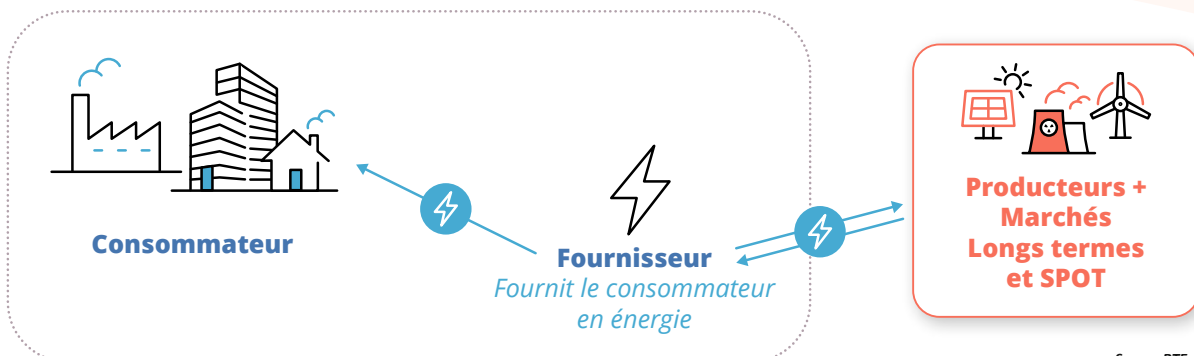 Consommateur
Fournisseur
Fournit le consommateur
en énergie
Producteurs +
Marchés
Longs termes
et SPOT